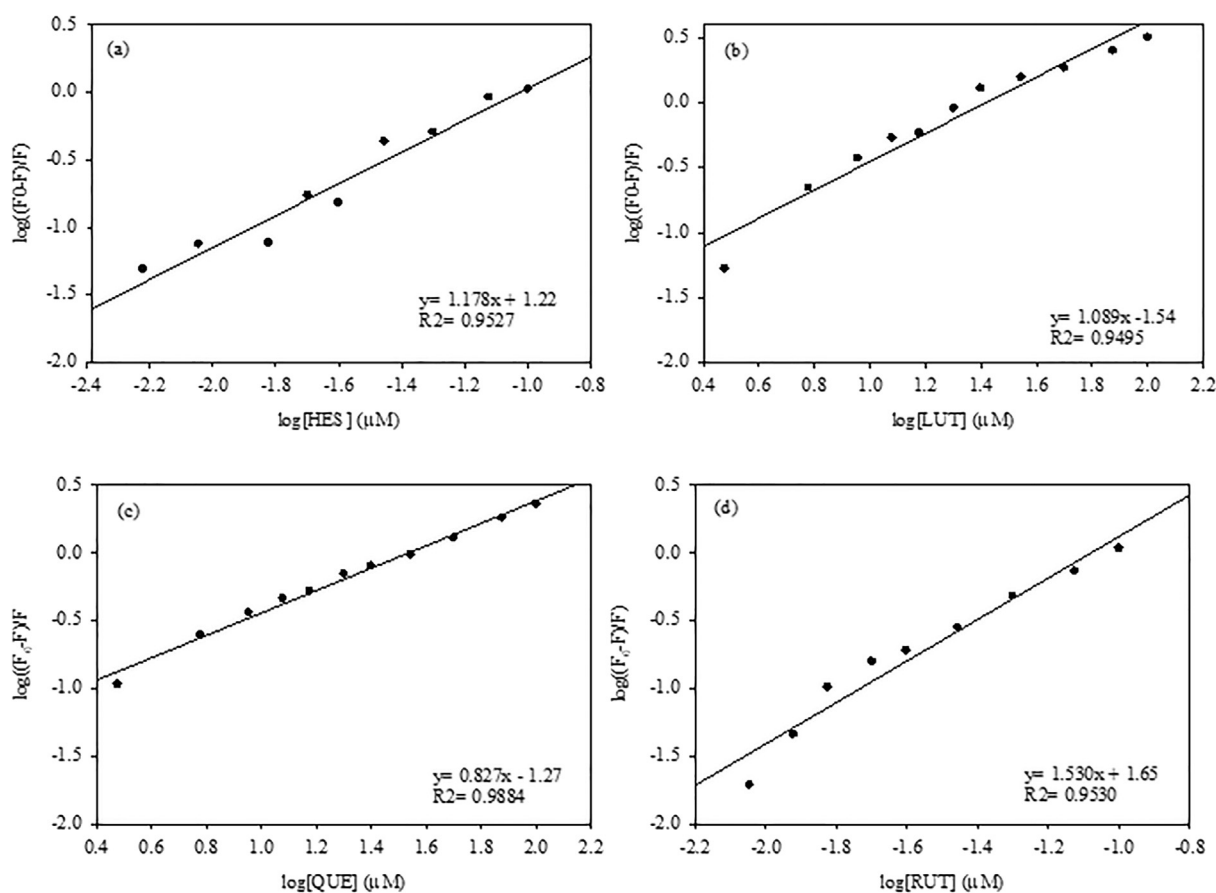 (a)
0.5
0.0
-0.5
-1.0
-1.5
-2.0
log((F0-F)/F)
y= 1.178x + 1.22
R2= 0.9527
-2.4 -2.2 -2.0 -1.8 -1.6 -1.4 -1.2 -1.0 -0.8
log[HES] (µM)
(b)
0.5
0.0
-0.5
-1.0
-1.5
-2.0
log((F0-F)/F)
y= 1.089x -1.54
R2= 0.9495
0.4 0.6 0.8 1.0 1.2 1.4 1.6 1.8 2.0 2.2
log[LUT] (µM)
(c)
0.5
0.0
-0.5
-1.0
-1.5
-2.0
log((F₀-F)/F
y= 0.827x - 1.27
R2= 0.9884
0.4 0.6 0.8 1.0 1.2 1.4 1.6 1.8 2.0 2.2
log[QUE] (µM)
(d)
0.5
0.0
-0.5
-1.0
-1.5
-2.0
log((F₀-F)/F)
y= 1.530x + 1.65
R2= 0.9530
-2.2 -2.0 -1.8 -1.6 -1.4 -1.2 -1.0 -0.8
log[RUT] (µM)